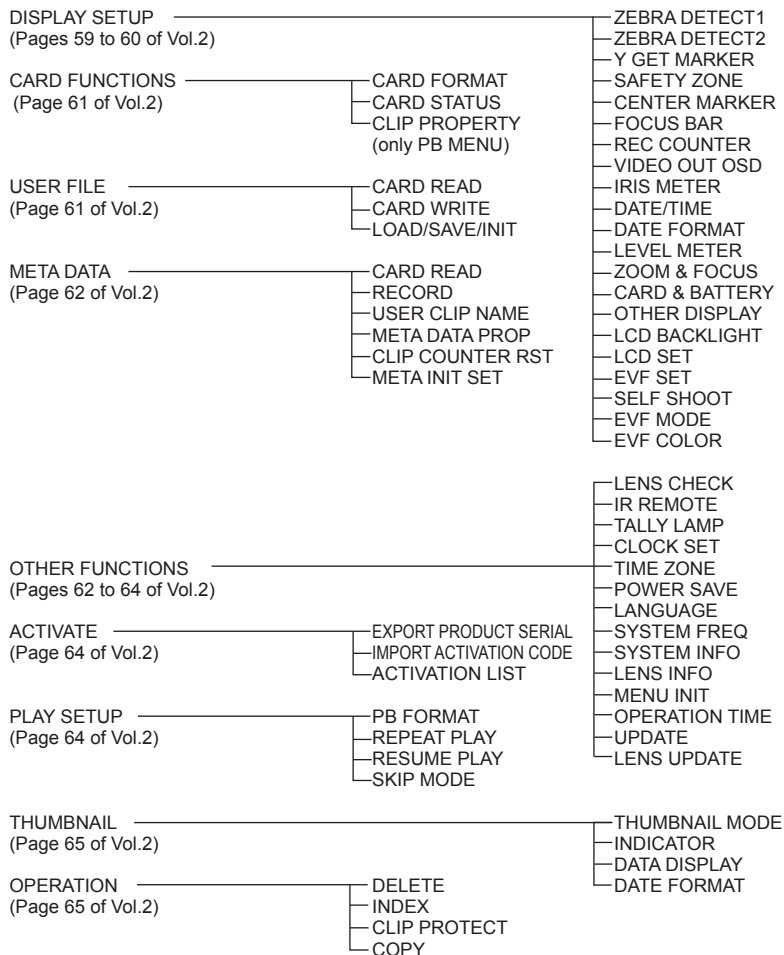 DISPLAY SETUP
(Pages 59 to 60 of Vol.2)
ZEBRA DETECT1
ZEBRA DETECT2
Y GET MARKER
SAFETY ZONE
CENTER MARKER
FOCUS BAR
REC COUNTER
VIDEO OUT OSD
IRIS METER
DATE/TIME
DATE FORMAT
LEVEL METER
ZOOM & FOCUS
CARD & BATTERY
OTHER DISPLAY
LCD BACKLIGHT
LCD SET
EVF SET
SELF SHOOT
EVF MODE
EVF COLOR
CARD FUNCTIONS
(Page 61 of Vol.2)
CARD FORMAT
CARD STATUS
CLIP PROPERTY
(only PB MENU)
USER FILE
(Page 61 of Vol.2)
CARD READ
CARD WRITE
LOAD/SAVE/INIT
META DATA
(Page 62 of Vol.2)
CARD READ
RECORD
USER CLIP NAME
META DATA PROP
CLIP COUNTER RST
META INIT SET
OTHER FUNCTIONS
(Pages 62 to 64 of Vol.2)
LENS CHECK
IR REMOTE
TALLY LAMP
CLOCK SET
TIME ZONE
POWER SAVE
LANGUAGE
SYSTEM FREQ
SYSTEM INFO
LENS INFO
MENU INIT
OPERATION TIME
UPDATE
LENS UPDATE
ACTIVATE
(Page 64 of Vol.2)
EXPORT PRODUCT SERIAL
IMPORT ACTIVATION CODE
ACTIVATION LIST
PLAY SETUP
(Page 64 of Vol.2)
PB FORMAT
REPEAT PLAY
RESUME PLAY
SKIP MODE
THUMBNAIL
(Page 65 of Vol.2)
THUMBNAIL MODE
INDICATOR
DATA DISPLAY
DATE FORMAT
OPERATION
(Page 65 of Vol.2)
DELETE
INDEX
CLIP PROTECT
COPY